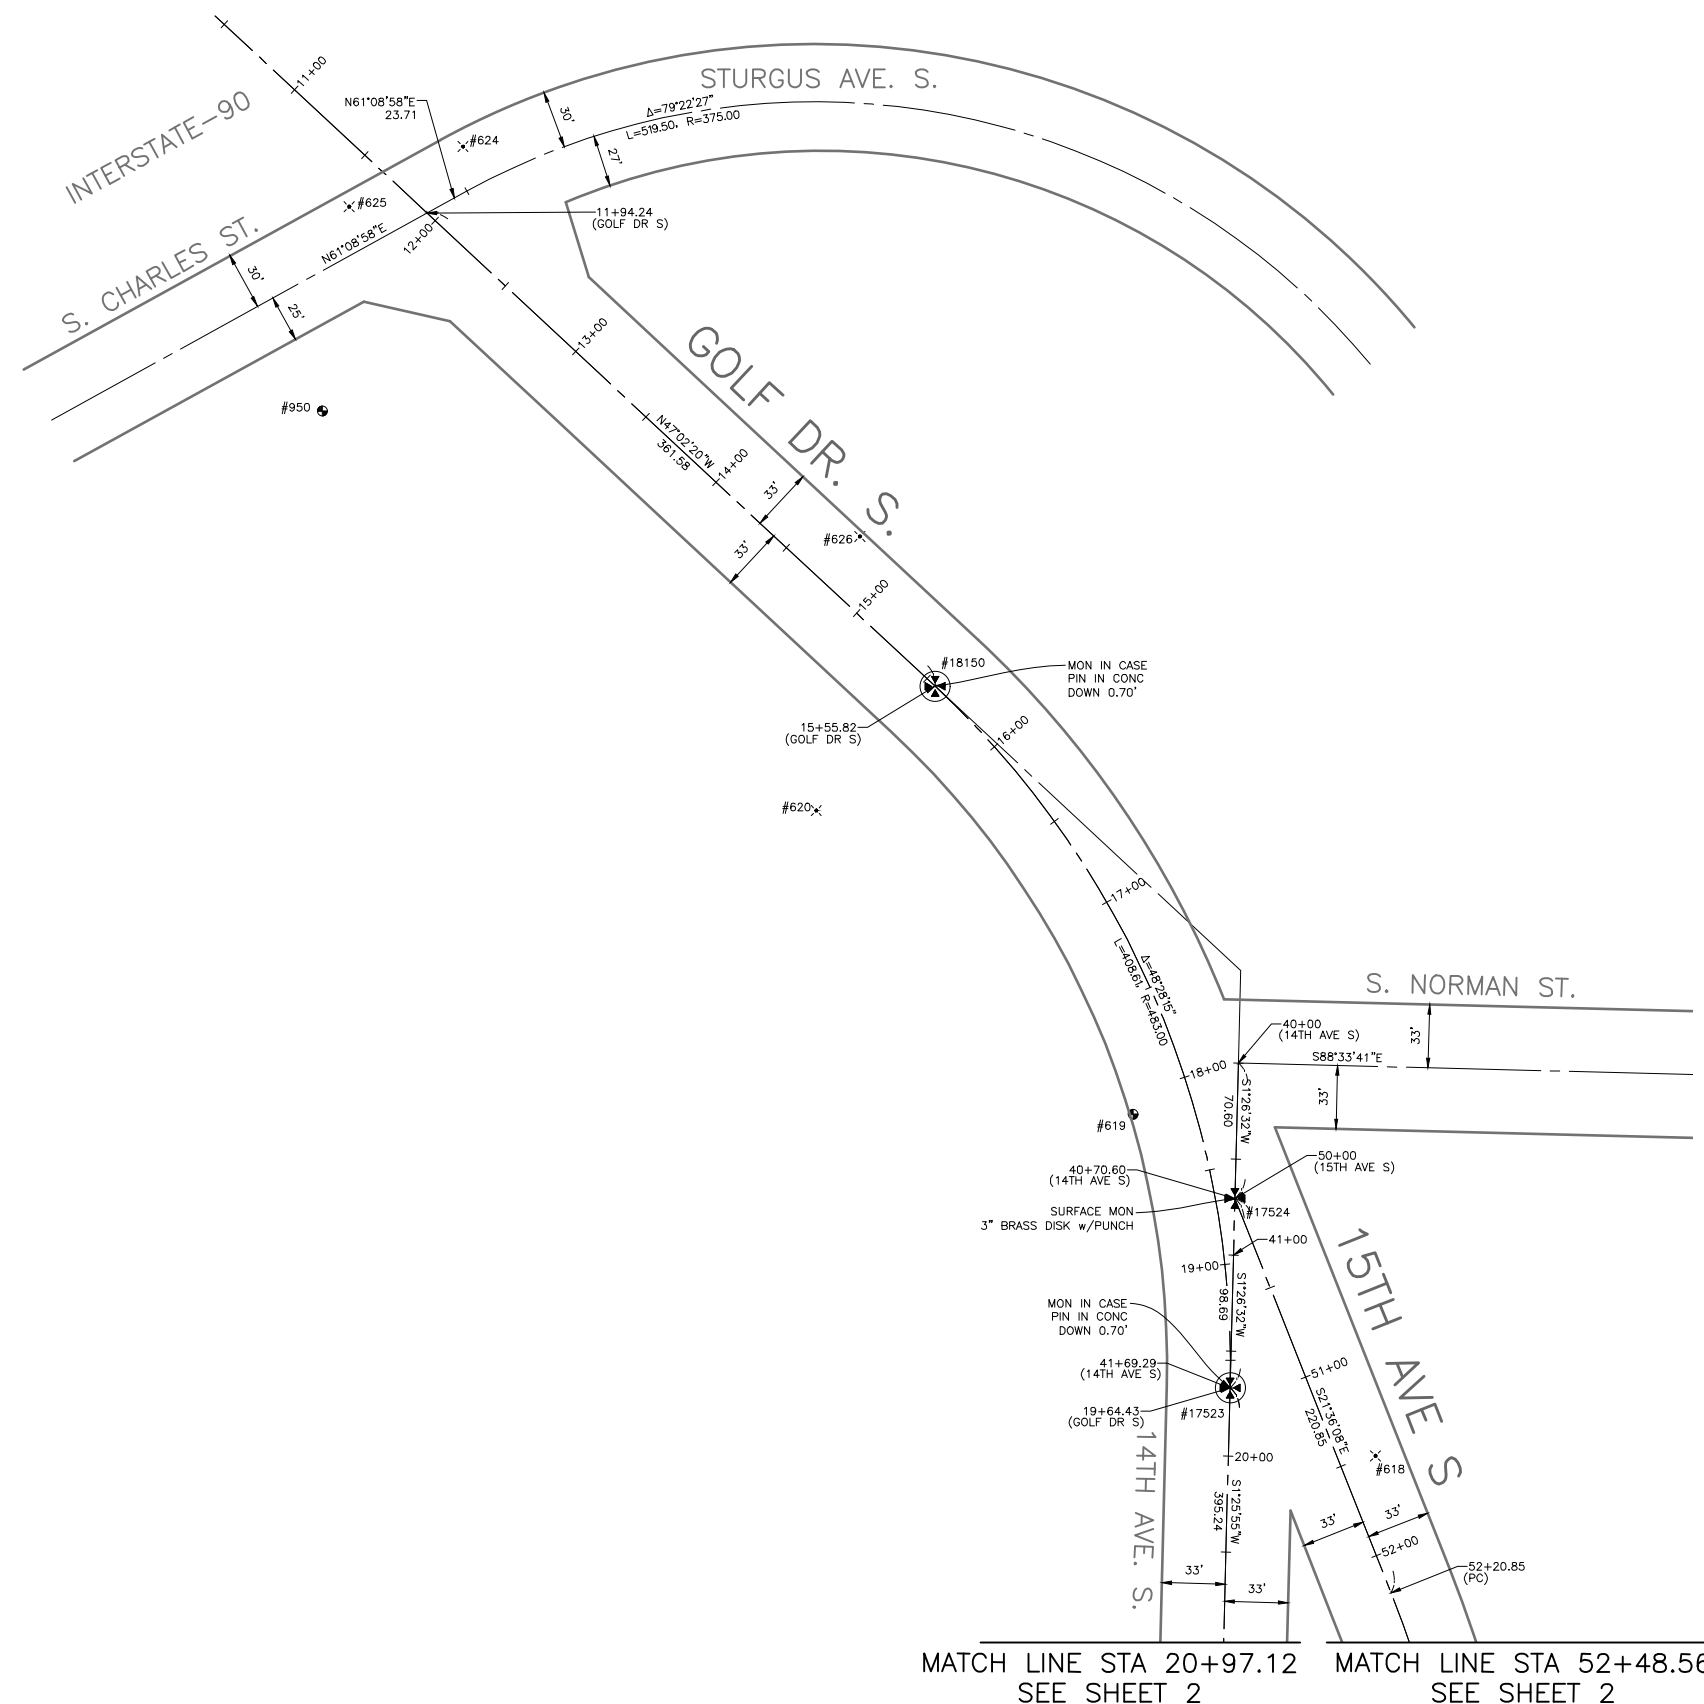 STURGUS AVE. S.
11+00
INTERSTATE-90
N61°08'58"E
23.71
Δ=79°22'27"
L=519.50, R=375.00
30'
#624
27'
#625
11+94.24
(GOLF DR S)
S. CHARLES ST.
N61°08'58"E
12+00
30'
25'
13+00
GOLF DR. S.
#950
N47°02'20"W
361.58
14+00
33'
33'
#626
15+00
#18150
MON IN CASE
PIN IN CONC
DOWN 0.70'
15+55.82
(GOLF DR S)
16+00
#620
17+00
Δ=48°28'15"
L=408.61, R=483.00
S. NORMAN ST.
40+00
(14TH AVE S)
33'
S88°33'41"E
18+00
33'
S1°26'32"W
70.60
#619
50+00
(15TH AVE S)
40+70.60
(14TH AVE S)
SURFACE MON
3" BRASS DISK w/PUNCH
#17524
41+00
19+00
15TH AVE S
S1°26'32"W
98.69
MON IN CASE
PIN IN CONC
DOWN 0.70'
41+69.29
(14TH AVE S)
51+00
19+64.43
(GOLF DR S)
#17523
S21°36'08"E
220.85
14TH AVE. S.
20+00
#618
S1°25'55"W
395.24
33'
33'
52+00
33'
33'
52+20.85
(PC)
MATCH LINE STA 20+97.12
SEE SHEET 2
MATCH LINE STA 52+48.56
SEE SHEET 2